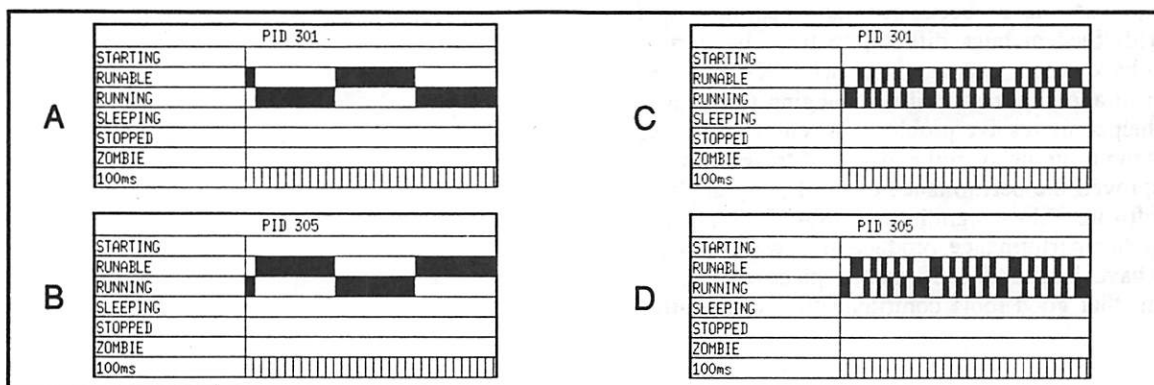 A
PID 301
STARTING
RUNABLE
RUNNING
SLEEPING
STOPPED
ZOMBIE
100ms
B
PID 305
STARTING
RUNABLE
RUNNING
SLEEPING
STOPPED
ZOMBIE
100ms
C
PID 301
STARTING
RUNABLE
RUNNING
SLEEPING
STOPPED
ZOMBIE
100ms
D
PID 305
STARTING
RUNABLE
RUNNING
SLEEPING
STOPPED
ZOMBIE
100ms